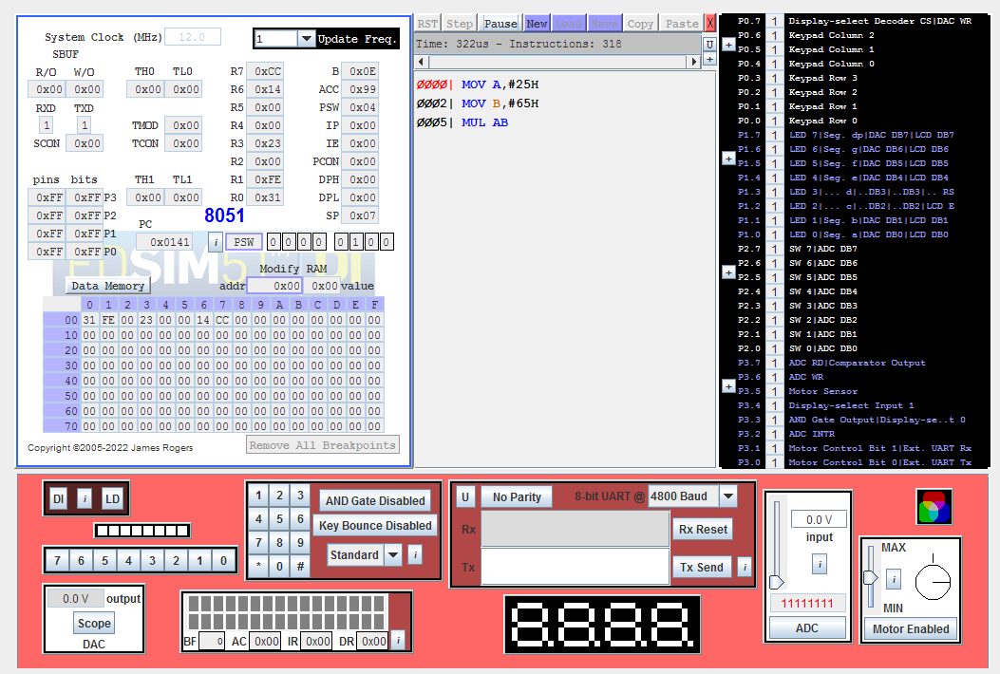 System Clock (MHz) 12.0 1 Update Freq.
SBUF
R/O W/O TH0 TL0 R7 0xCC B 0x0E
0x00 0x00 0x00 0x00 R6 0x14 ACC 0x99
RXD TXD R5 0x00 PSW 0x04
1 1 TMOD 0x00 R4 0x00 IP 0x00
SCON 0x00 TCON 0x00 R3 0x23 IE 0x00
R2 0x00 PCON 0x00
pins bits TH1 TL1 R1 0xFE DPH 0x00
0xFF 0xFF P3 0x00 0x00 R0 0x31 DPL 0x00
0xFF 0xFF P2 8051 SP 0x07
0xFF 0xFF P1 PC
0xFF 0xFF P0 0x0141 i PSW 0 0 0 0 0 1 0 0
EDSIM51 DI
TM
Modify RAM
Data Memory addr 0x00 0x00 value
0 1 2 3 4 5 6 7 8 9 A B C D E F
00 31 FE 00 23 00 00 14 CC 00 00 00 00 00 00 00 00
10 00 00 00 00 00 00 00 00 00 00 00 00 00 00 00 00
20 00 00 00 00 00 00 00 00 00 00 00 00 00 00 00 00
30 00 00 00 00 00 00 00 00 00 00 00 00 00 00 00 00
40 00 00 00 00 00 00 00 00 00 00 00 00 00 00 00 00
50 00 00 00 00 00 00 00 00 00 00 00 00 00 00 00 00
60 00 00 00 00 00 00 00 00 00 00 00 00 00 00 00 00
70 00 00 00 00 00 00 00 00 00 00 00 00 00 00 00 00
Copyright ©2005-2022 James Rogers Remove All Breakpoints
RST Step Pause New Load Save Copy Paste X
Time: 322us - Instructions: 318 U
+
0000| MOV A,#25H
0002| MOV B,#65H
0005| MUL AB
P0.7 1 Display-select Decoder CS|DAC WR
P0.6 1 Keypad Column 2
+
P0.5 1 Keypad Column 1
P0.4 1 Keypad Column 0
P0.3 1 Keypad Row 3
P0.2 1 Keypad Row 2
P0.1 1 Keypad Row 1
P0.0 1 Keypad Row 0
P1.7 1 LED 7|Seg. dp|DAC DB7|LCD DB7
P1.6 1 LED 6|Seg. g|DAC DB6|LCD DB6
+
P1.5 1 LED 5|Seg. f|DAC DB5|LCD DB5
P1.4 1 LED 4|Seg. e|DAC DB4|LCD DB4
P1.3 1 LED 3|... d|..DB3|..DB3|.. RS
P1.2 1 LED 2|... c|..DB2|..DB2|LCD E
P1.1 1 LED 1|Seg. b|DAC DB1|LCD DB1
P1.0 1 LED 0|Seg. a|DAC DB0|LCD DB0
P2.7 1 SW 7|ADC DB7
P2.6 1 SW 6|ADC DB6
+
P2.5 1 SW 5|ADC DB5
P2.4 1 SW 4|ADC DB4
P2.3 1 SW 3|ADC DB3
P2.2 1 SW 2|ADC DB2
P2.1 1 SW 1|ADC DB1
P2.0 1 SW 0|ADC DB0
P3.7 1 ADC RD|Comparator Output
P3.6 1 ADC WR
+
P3.5 1 Motor Sensor
P3.4 1 Display-select Input 1
P3.3 1 AND Gate Output|Display-se..t 0
P3.2 1 ADC INTR
P3.1 1 Motor Control Bit 1|Ext. UART Rx
P3.0 1 Motor Control Bit 0|Ext. UART Tx
DI i LD
7 6 5 4 3 2 1 0
0.0 V output
Scope
DAC
1 2 3 AND Gate Disabled
4 5 6 Key Bounce Disabled
7 8 9 Standard i
* 0 #
BF 0 AC 0x00 IR 0x00 DR 0x00 i
U No Parity 8-bit UART @ 4800 Baud
Rx Rx Reset
Tx Tx Send i
8.8.8.8.
0.0 V
input
i
11111111
ADC
MAX
i
MIN
Motor Enabled